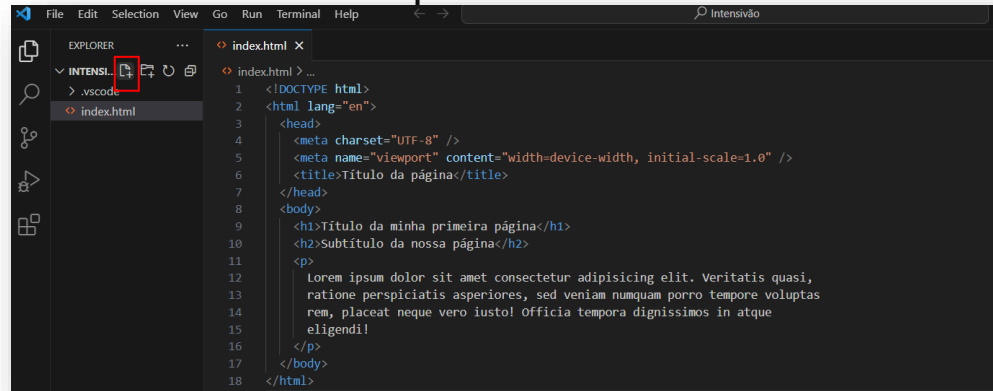 File Edit Selection View Go Run Terminal Help Intensivão
EXPLORER ...
INTENSI...
.vscode
index.html
index.html
index.html > ...
1 <!DOCTYPE html>
2 <html lang="en">
3 <head>
4 <meta charset="UTF-8" />
5 <meta name="viewport" content="width=device-width, initial-scale=1.0" />
6 <title>Título da página</title>
7 </head>
8 <body>
9 <h1>Título da minha primeira página</h1>
10 <h2>Subtítulo da nossa página</h2>
11 <p>
12 Lorem ipsum dolor sit amet consectetur adipisicing elit. Veritatis quasi,
13 ratione perspiciatis asperiores, sed veniam numquam porro tempore voluptas
14 rem, placeat neque vero iusto! Officia tempora dignissimos in atque
15 eligendi!
16 </p>
17 </body>
18 </html>